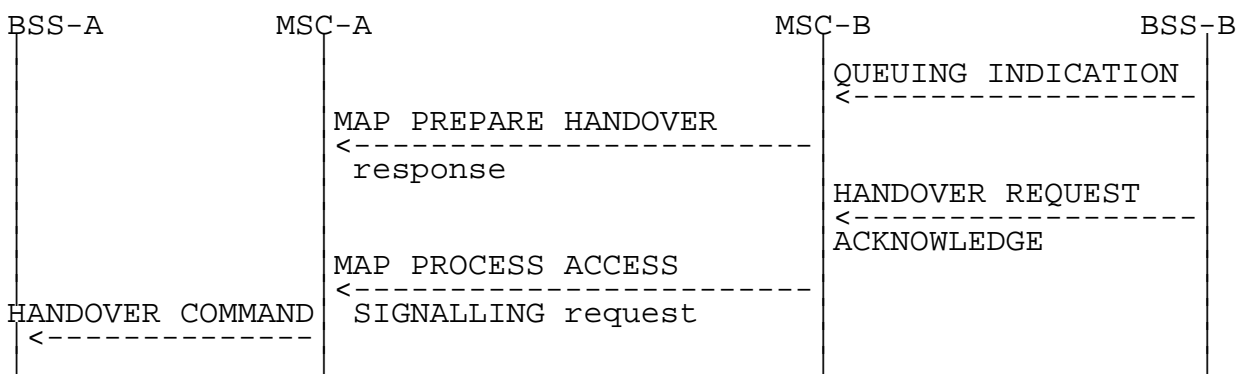 BSS-A MSC-A MSC-B BSS-B
QUEUING INDICATION
MAP PREPARE HANDOVER
response
HANDOVER REQUEST
ACKNOWLEDGE
MAP PROCESS ACCESS
HANDOVER COMMAND SIGNALLING request